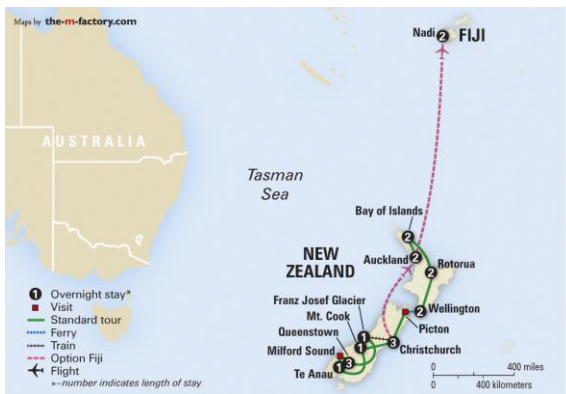 Maps by the-m-factory.com
Nadi 2 FIJI
AUSTRALIA
Tasman
Sea
Bay of Islands
2
NEW
ZEALAND
Auckland 2
Rotorua
2
Franz Josef Glacier
Mt. Cook
Queenstown
Milford Sound
Te Anau
1
1
3
1
2 Wellington
Picton
3 Christchurch
1 Overnight stay*
Visit
Standard tour
Ferry
Train
Option Fiji
Flight
*–number indicates length of stay
0 400 miles
0 400 kilometers